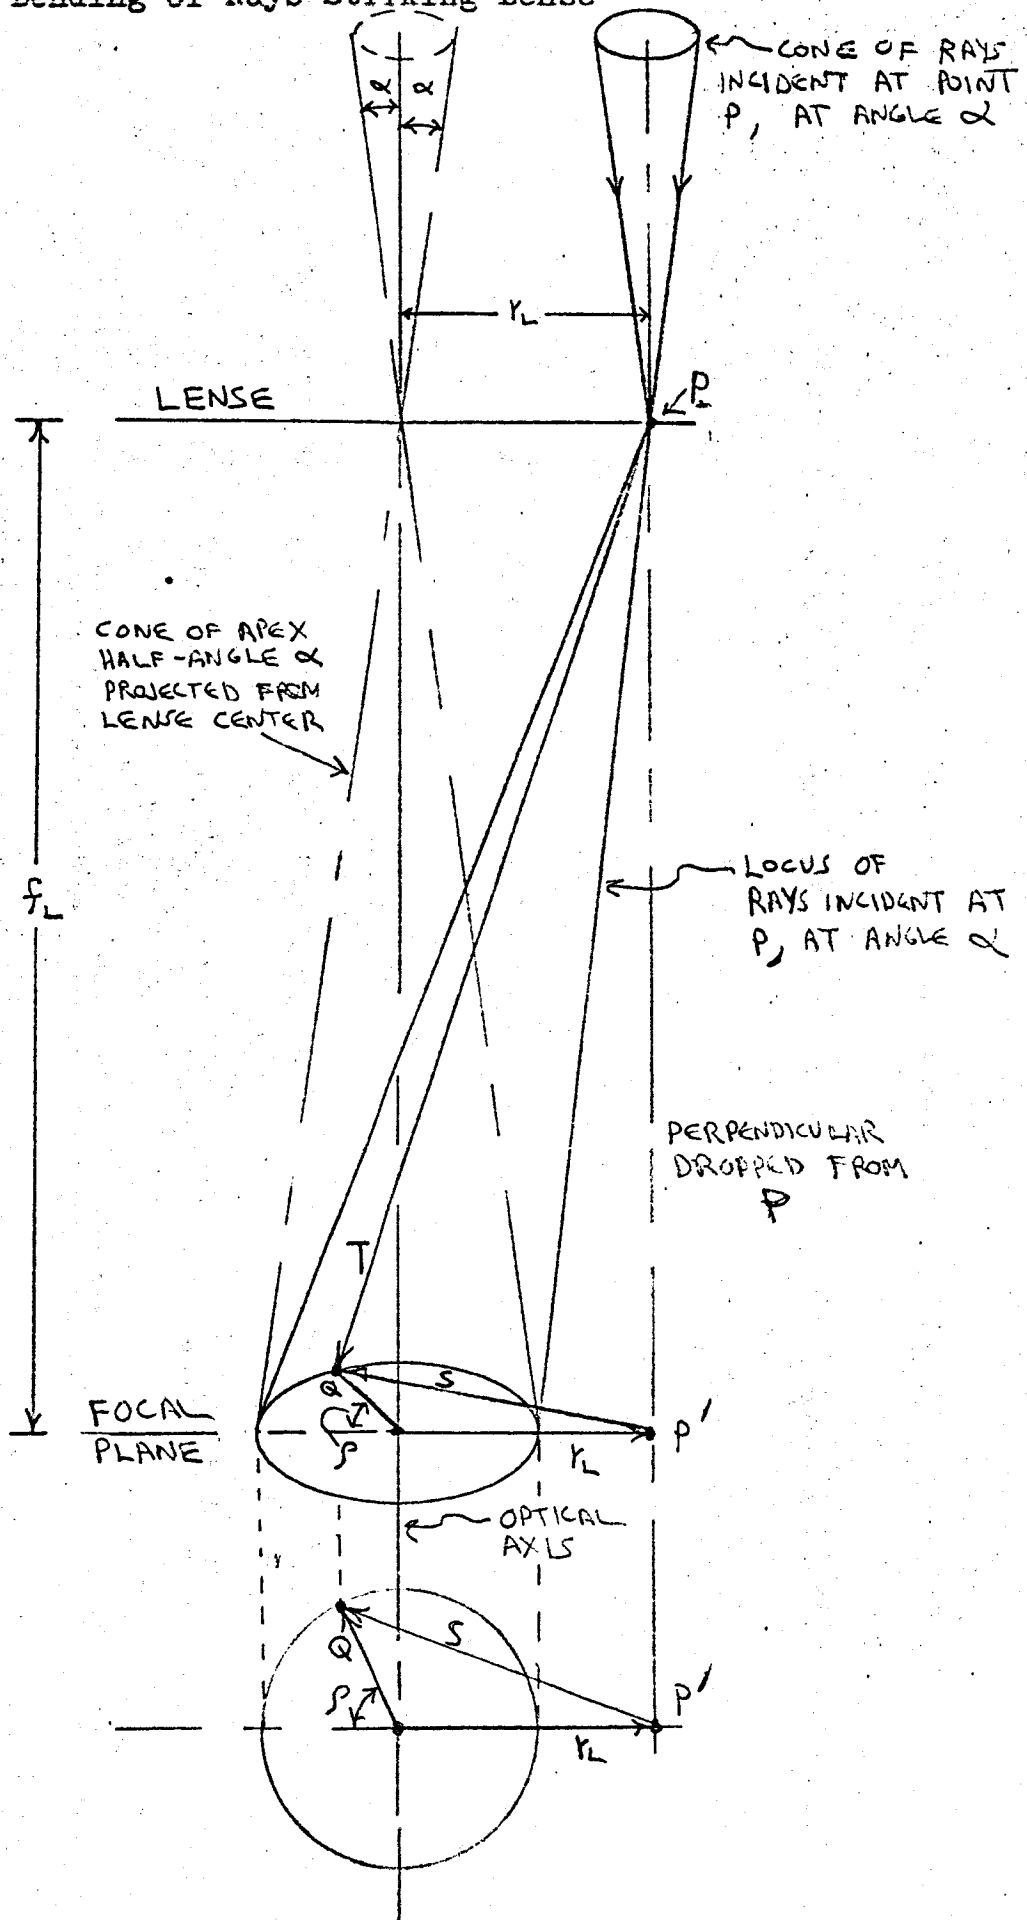 Bending of Rays Striking Lense
CONE OF RAYS
INCIDENT AT POINT
P, AT ANGLE α
α α
r_L
LENSE
P
CONE OF APEX
HALF-ANGLE α
PROJECTED FROM
LENSE CENTER
f_L
LOCUS OF
RAYS INCIDENT AT
P, AT ANGLE α
PERPENDICULAR
DROPPED FROM
P
T
S
Q
FOCAL
PLANE
ρ
r_L
P'
OPTICAL
AXIS
Q
S
ρ
P'
r_L